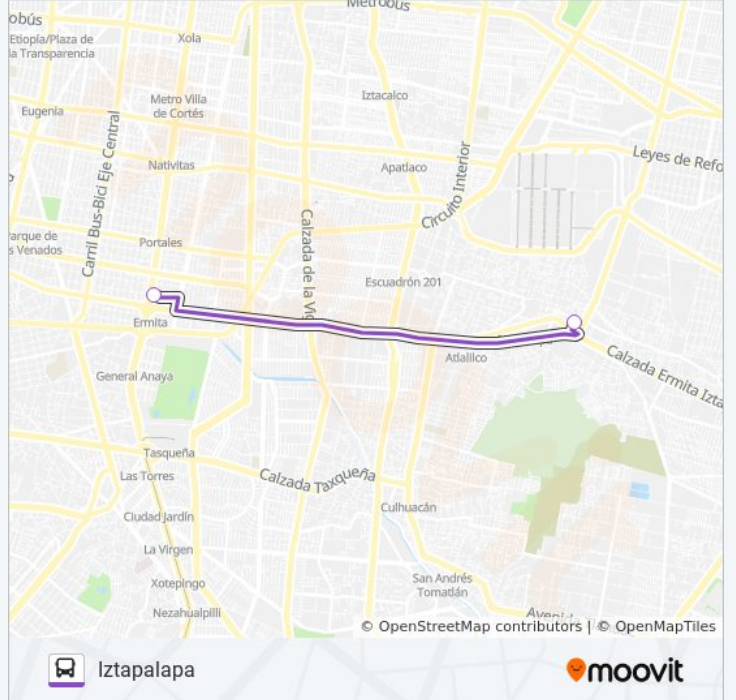 Metrobús
obús
Etiopía/Plaza de
la Transparencia
Xola
Eugenia
Metro Villa
de Cortés
Iztacalco
Carril Bus-Bici Eje Central
Nativitas
Apatlaco
Circuito Interior
Leyes de Refo
Parque de
s Venados
Portales
Calzada de la Vig
Escuadrón 201
Ermita
Atlalilco
Calzada Ermita Izta
General Anaya
Tasqueña
Las Torres
Calzada Taxqueña
Ciudad Jardín
Culhuacán
La Virgen
Xotepingo
San Andrés
Tomatlán
Nezahualpilli
Avenid
© OpenStreetMap contributors | © OpenMapTiles
Iztapalapa
moovit